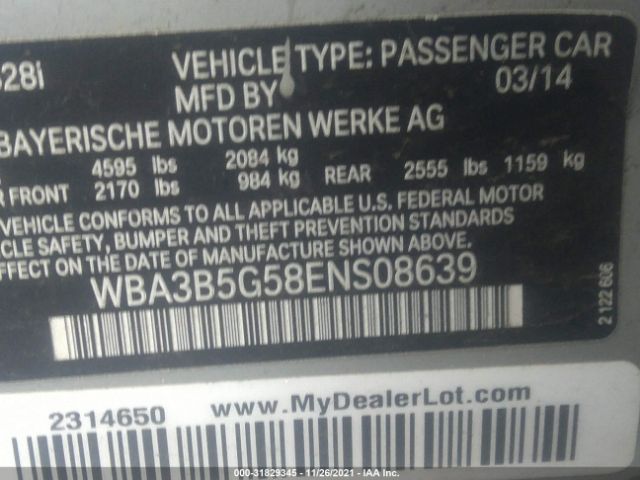 328i VEHICLE TYPE: PASSENGER CAR
MFD BY 03/14
BAYERISCHE MOTOREN WERKE AG
4595 lbs 2084 kg
FRONT 2170 lbs 984 kg REAR 2555 lbs 1159 kg
VEHICLE CONFORMS TO ALL APPLICABLE U.S. FEDERAL MOTOR
VEHICLE SAFETY, BUMPER AND THEFT PREVENTION STANDARDS
EFFECT ON THE DATE OF MANUFACTURE SHOWN ABOVE.
WBA3B5G58ENS08639
2 122 606
2314650 www.MyDealerLot.com
000-31829345 - 11/26/2021 - IAA Inc.